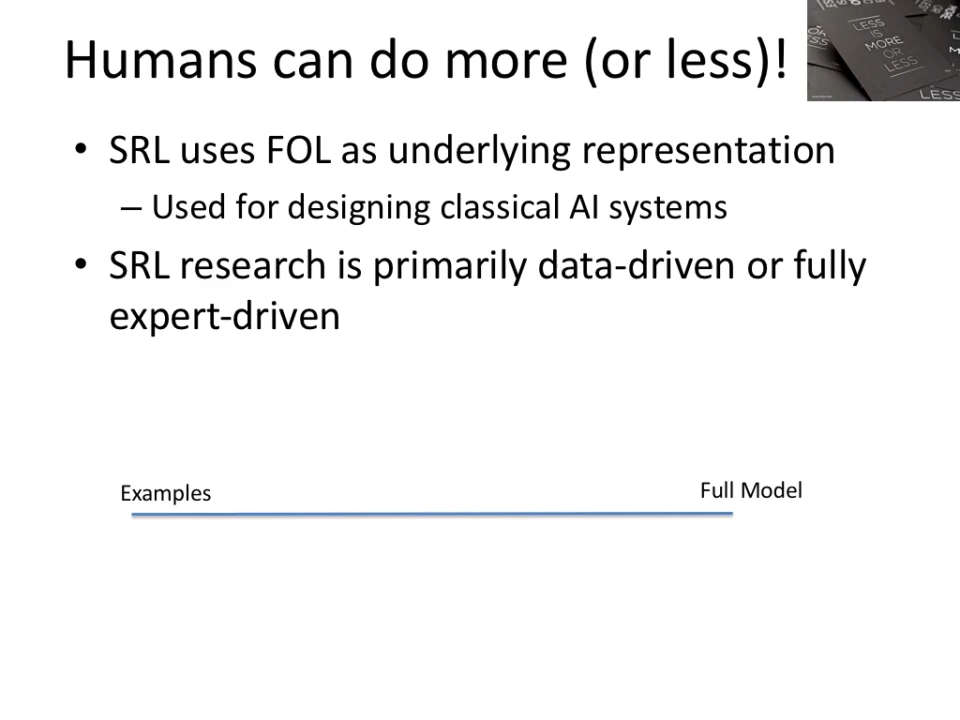 Humans can do more (or less)!
LESS
IS
MORE
OR
LESS
LESS
• SRL uses FOL as underlying representation
– Used for designing classical AI systems
• SRL research is primarily data-driven or fully
expert-driven
Examples
Full Model